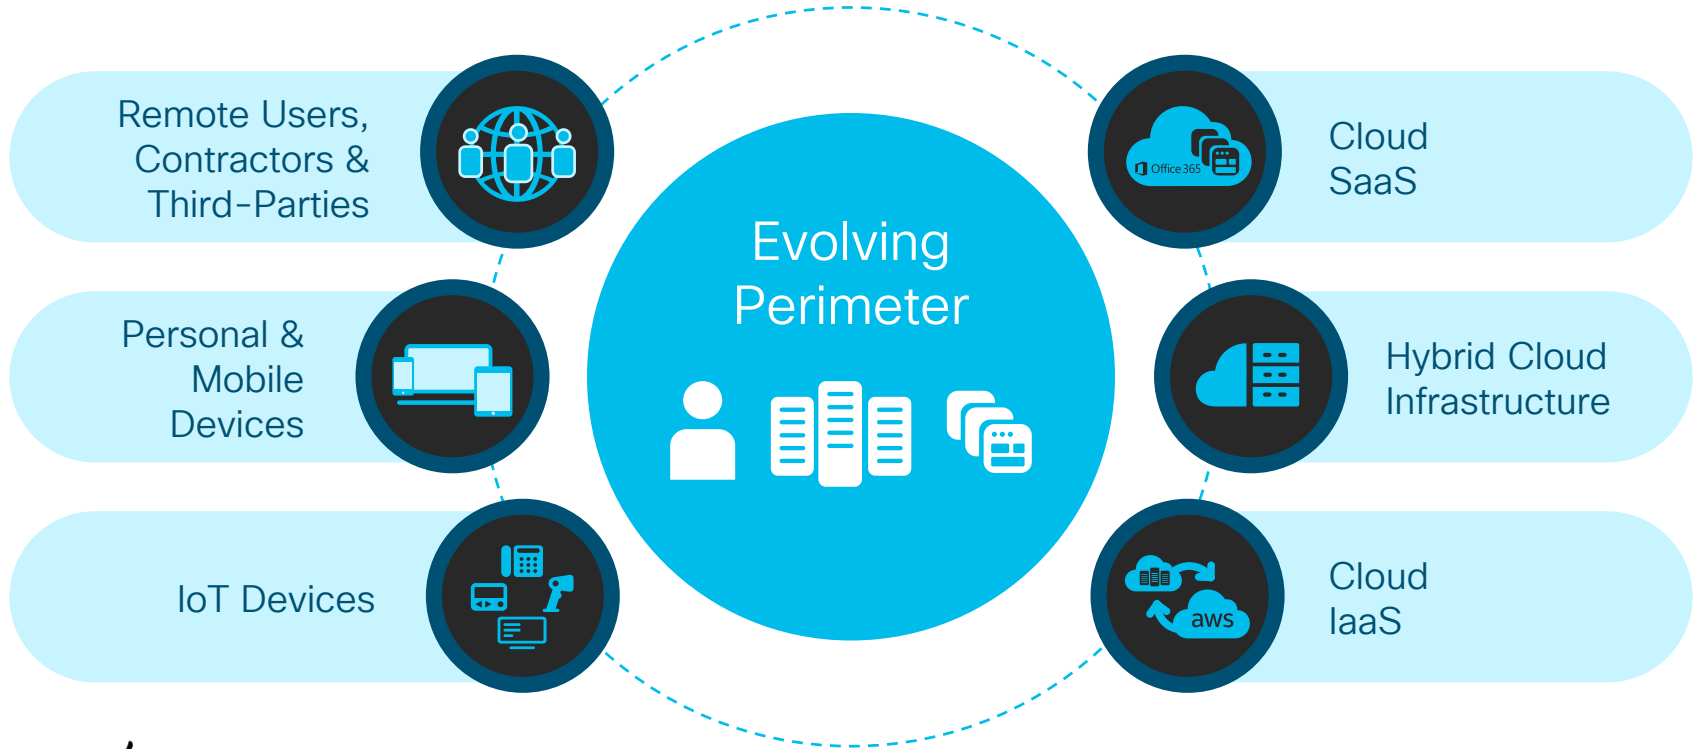 Remote Users,
Contractors &
Third-Parties
Personal &
Mobile
Devices
IoT Devices
Evolving
Perimeter
Office 365
Cloud
SaaS
Hybrid Cloud
Infrastructure
aws
Cloud
IaaS